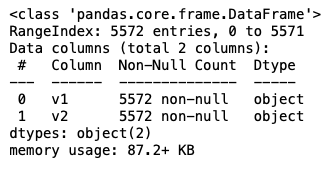 <class 'pandas.core.frame.DataFrame'>
RangeIndex: 5572 entries, 0 to 5571
Data columns (total 2 columns):
 #   Column  Non-Null Count  Dtype
---  ------  --------------  -----
 0   v1      5572 non-null   object
 1   v2      5572 non-null   object
dtypes: object(2)
memory usage: 87.2+ KB